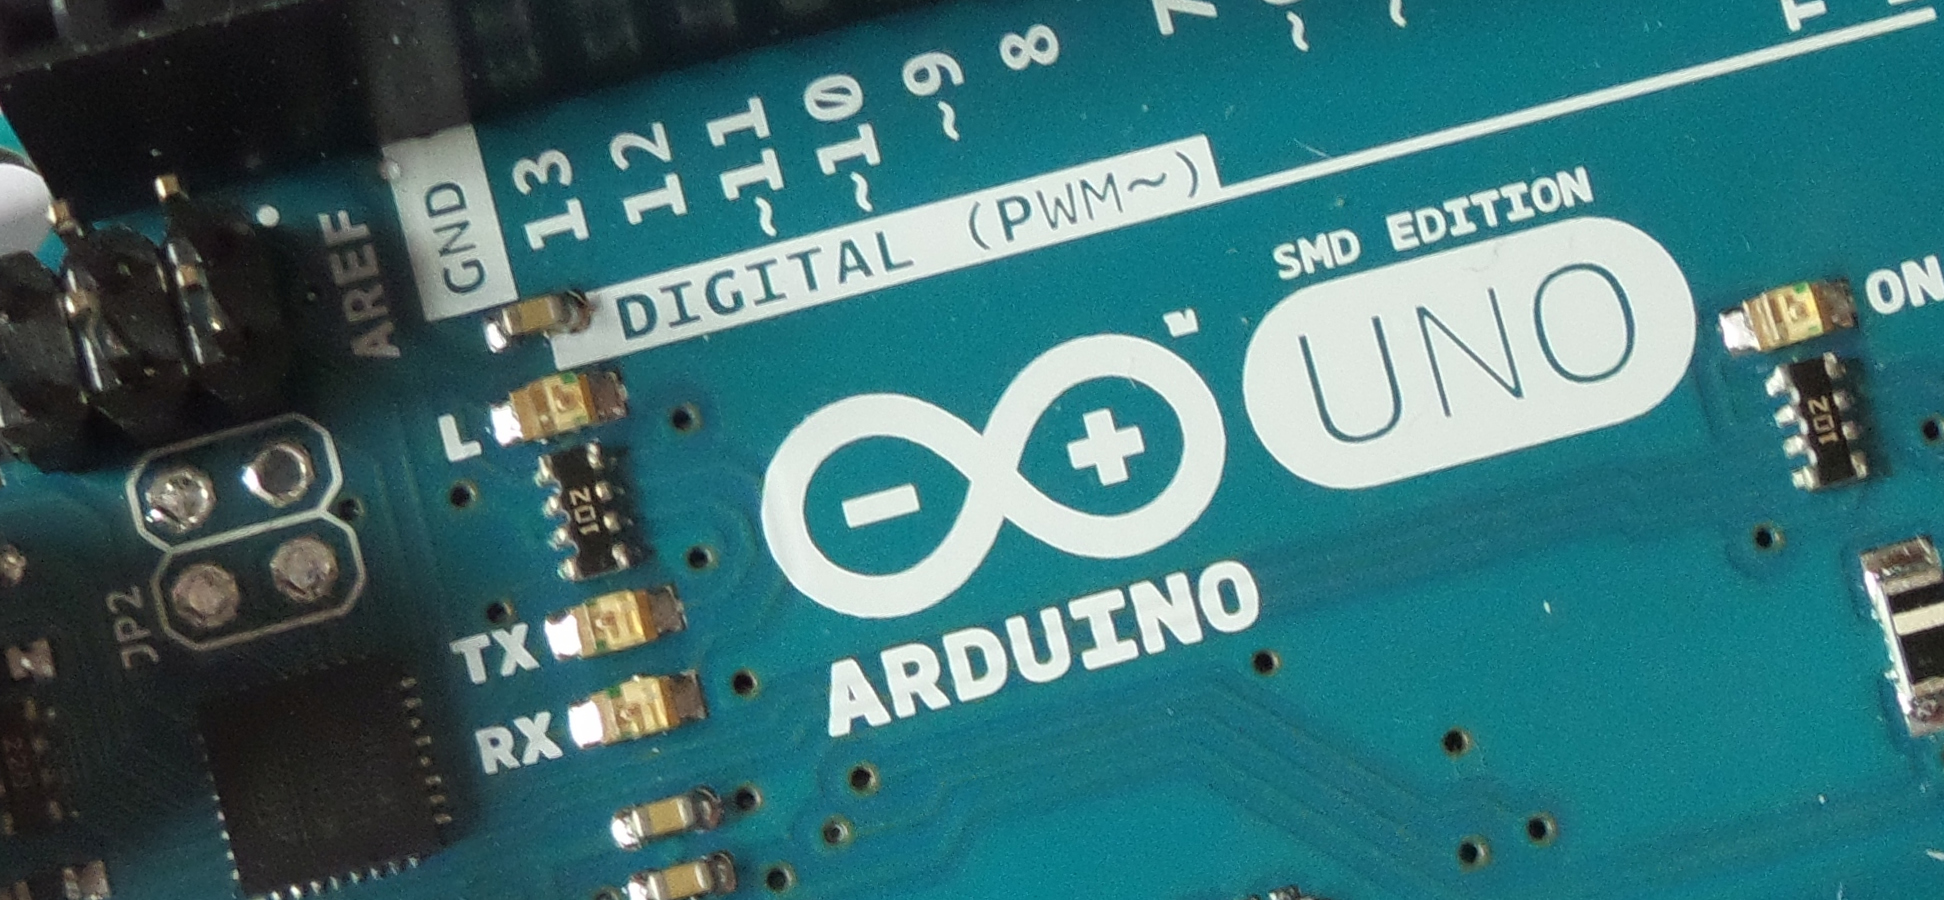 AREF
GND
13
12
~11
~10
~9
8
7
DIGITAL (PWM~)
SMD EDITION
UNO
ON
L
102
102
ARDUINO
TX
RX
JP2